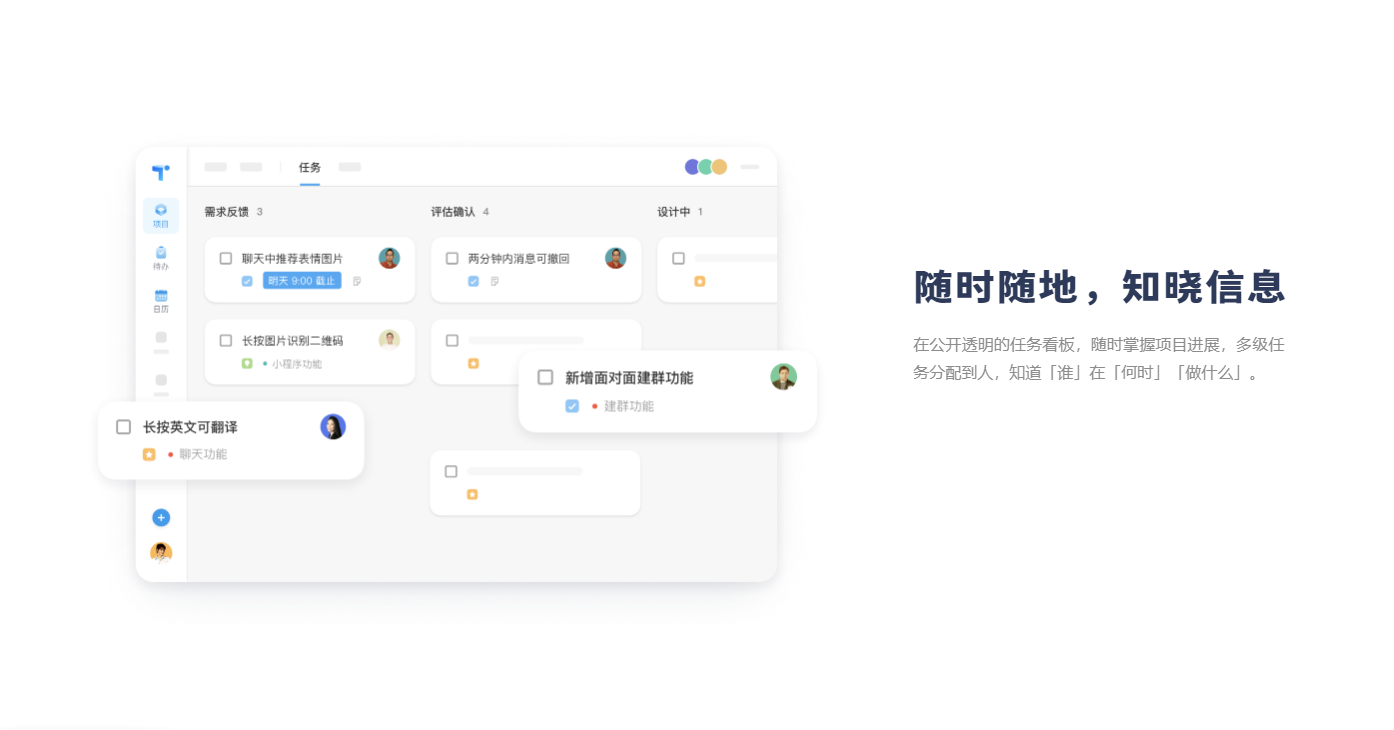 任务
需求反馈 3
评估确认 4
设计中 1
项目
待办
日历
聊天中推荐表情图片
明天 9:00 截止
两分钟内消息可撤回
长按图片识别二维码
小程序功能
新增面对面建群功能
建群功能
长按英文可翻译
聊天功能
随时随地，知晓信息
在公开透明的任务看板，随时掌握项目进展，多级任
务分配到人，知道「谁」在「何时」「做什么」。